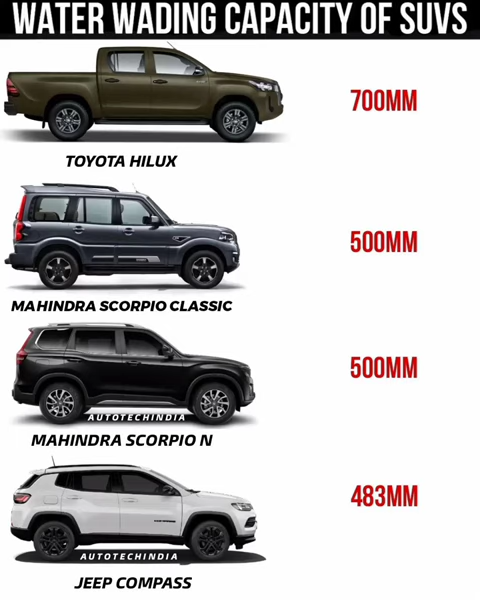 WATER WADING CAPACITY OF SUVS
700MM
TOYOTA HILUX
500MM
MAHINDRA SCORPIO CLASSIC
500MM
AUTOTECHINDIA
MAHINDRA SCORPIO N
483MM
AUTOTECHINDIA
JEEP COMPASS